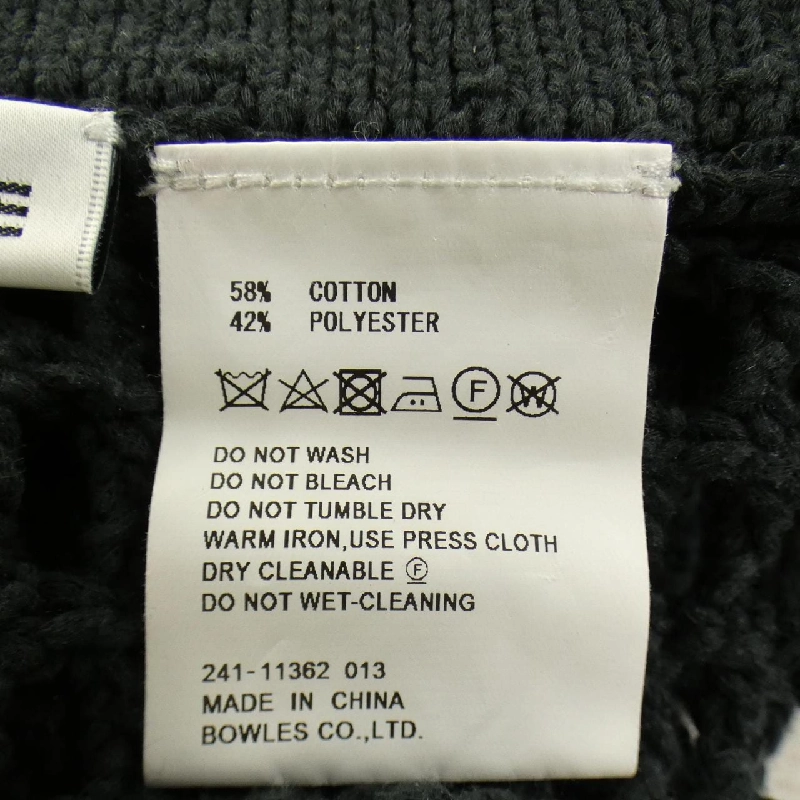 58% COTTON
42% POLYESTER
F W
DO NOT WASH
DO NOT BLEACH
DO NOT TUMBLE DRY
WARM IRON,USE PRESS CLOTH
DRY CLEANABLE Ⓕ
DO NOT WET-CLEANING
241-11362 013
MADE IN CHINA
BOWLES CO.,LTD.